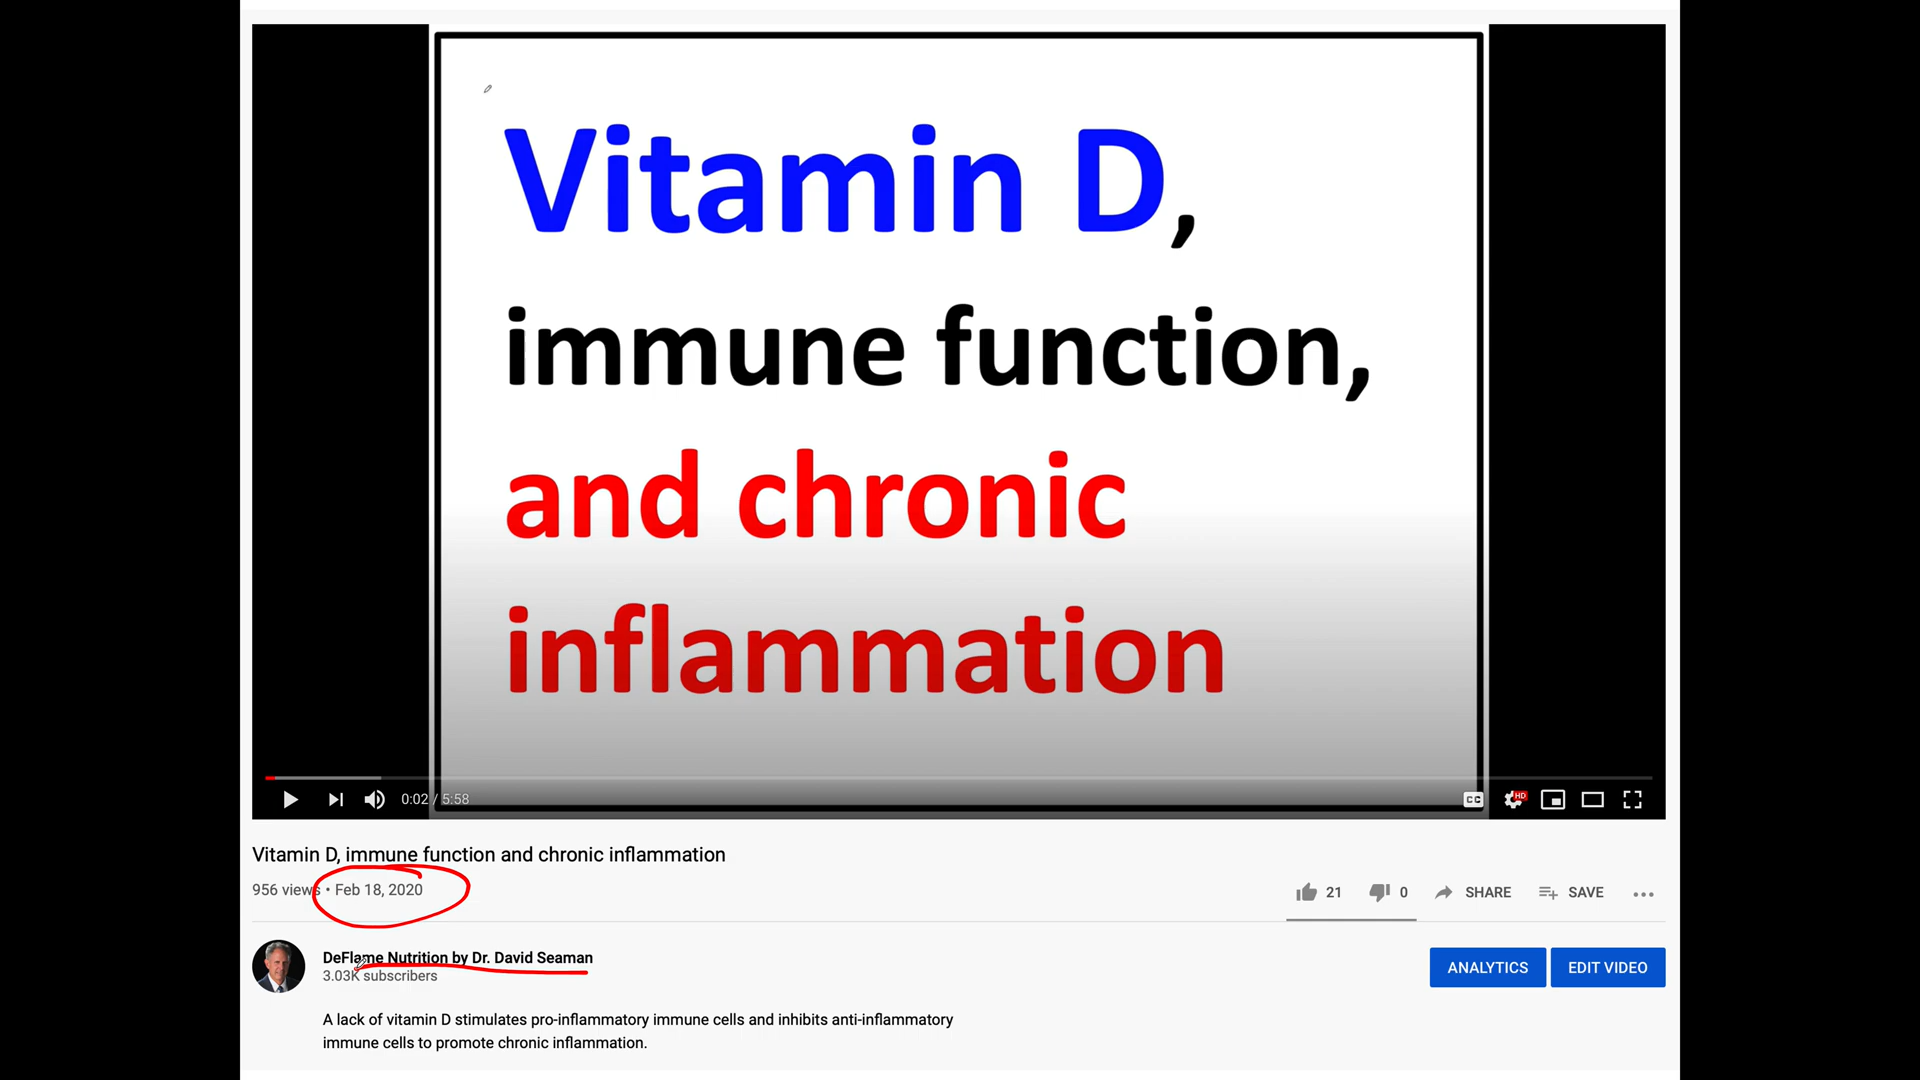 Vitamin D,
immune function,
and chronic
inflammation
0:02 / 5:58
CC
HD
Vitamin D, immune function and chronic inflammation
956 views • Feb 18, 2020
21
0
SHARE
SAVE
DeFlame Nutrition by Dr. David Seaman
3.03K subscribers
ANALYTICS
EDIT VIDEO
A lack of vitamin D stimulates pro-inflammatory immune cells and inhibits anti-inflammatory
immune cells to promote chronic inflammation.